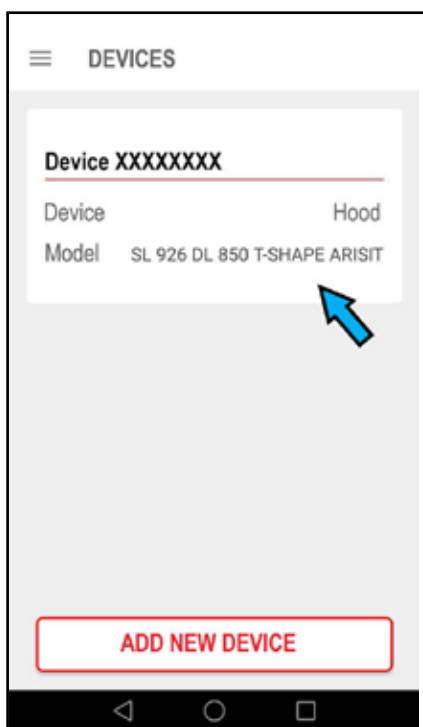 DEVICES
Device XXXXXXXX
Device Hood
Model SL 926 DL 850 T-SHAPE ARISIT
ADD NEW DEVICE